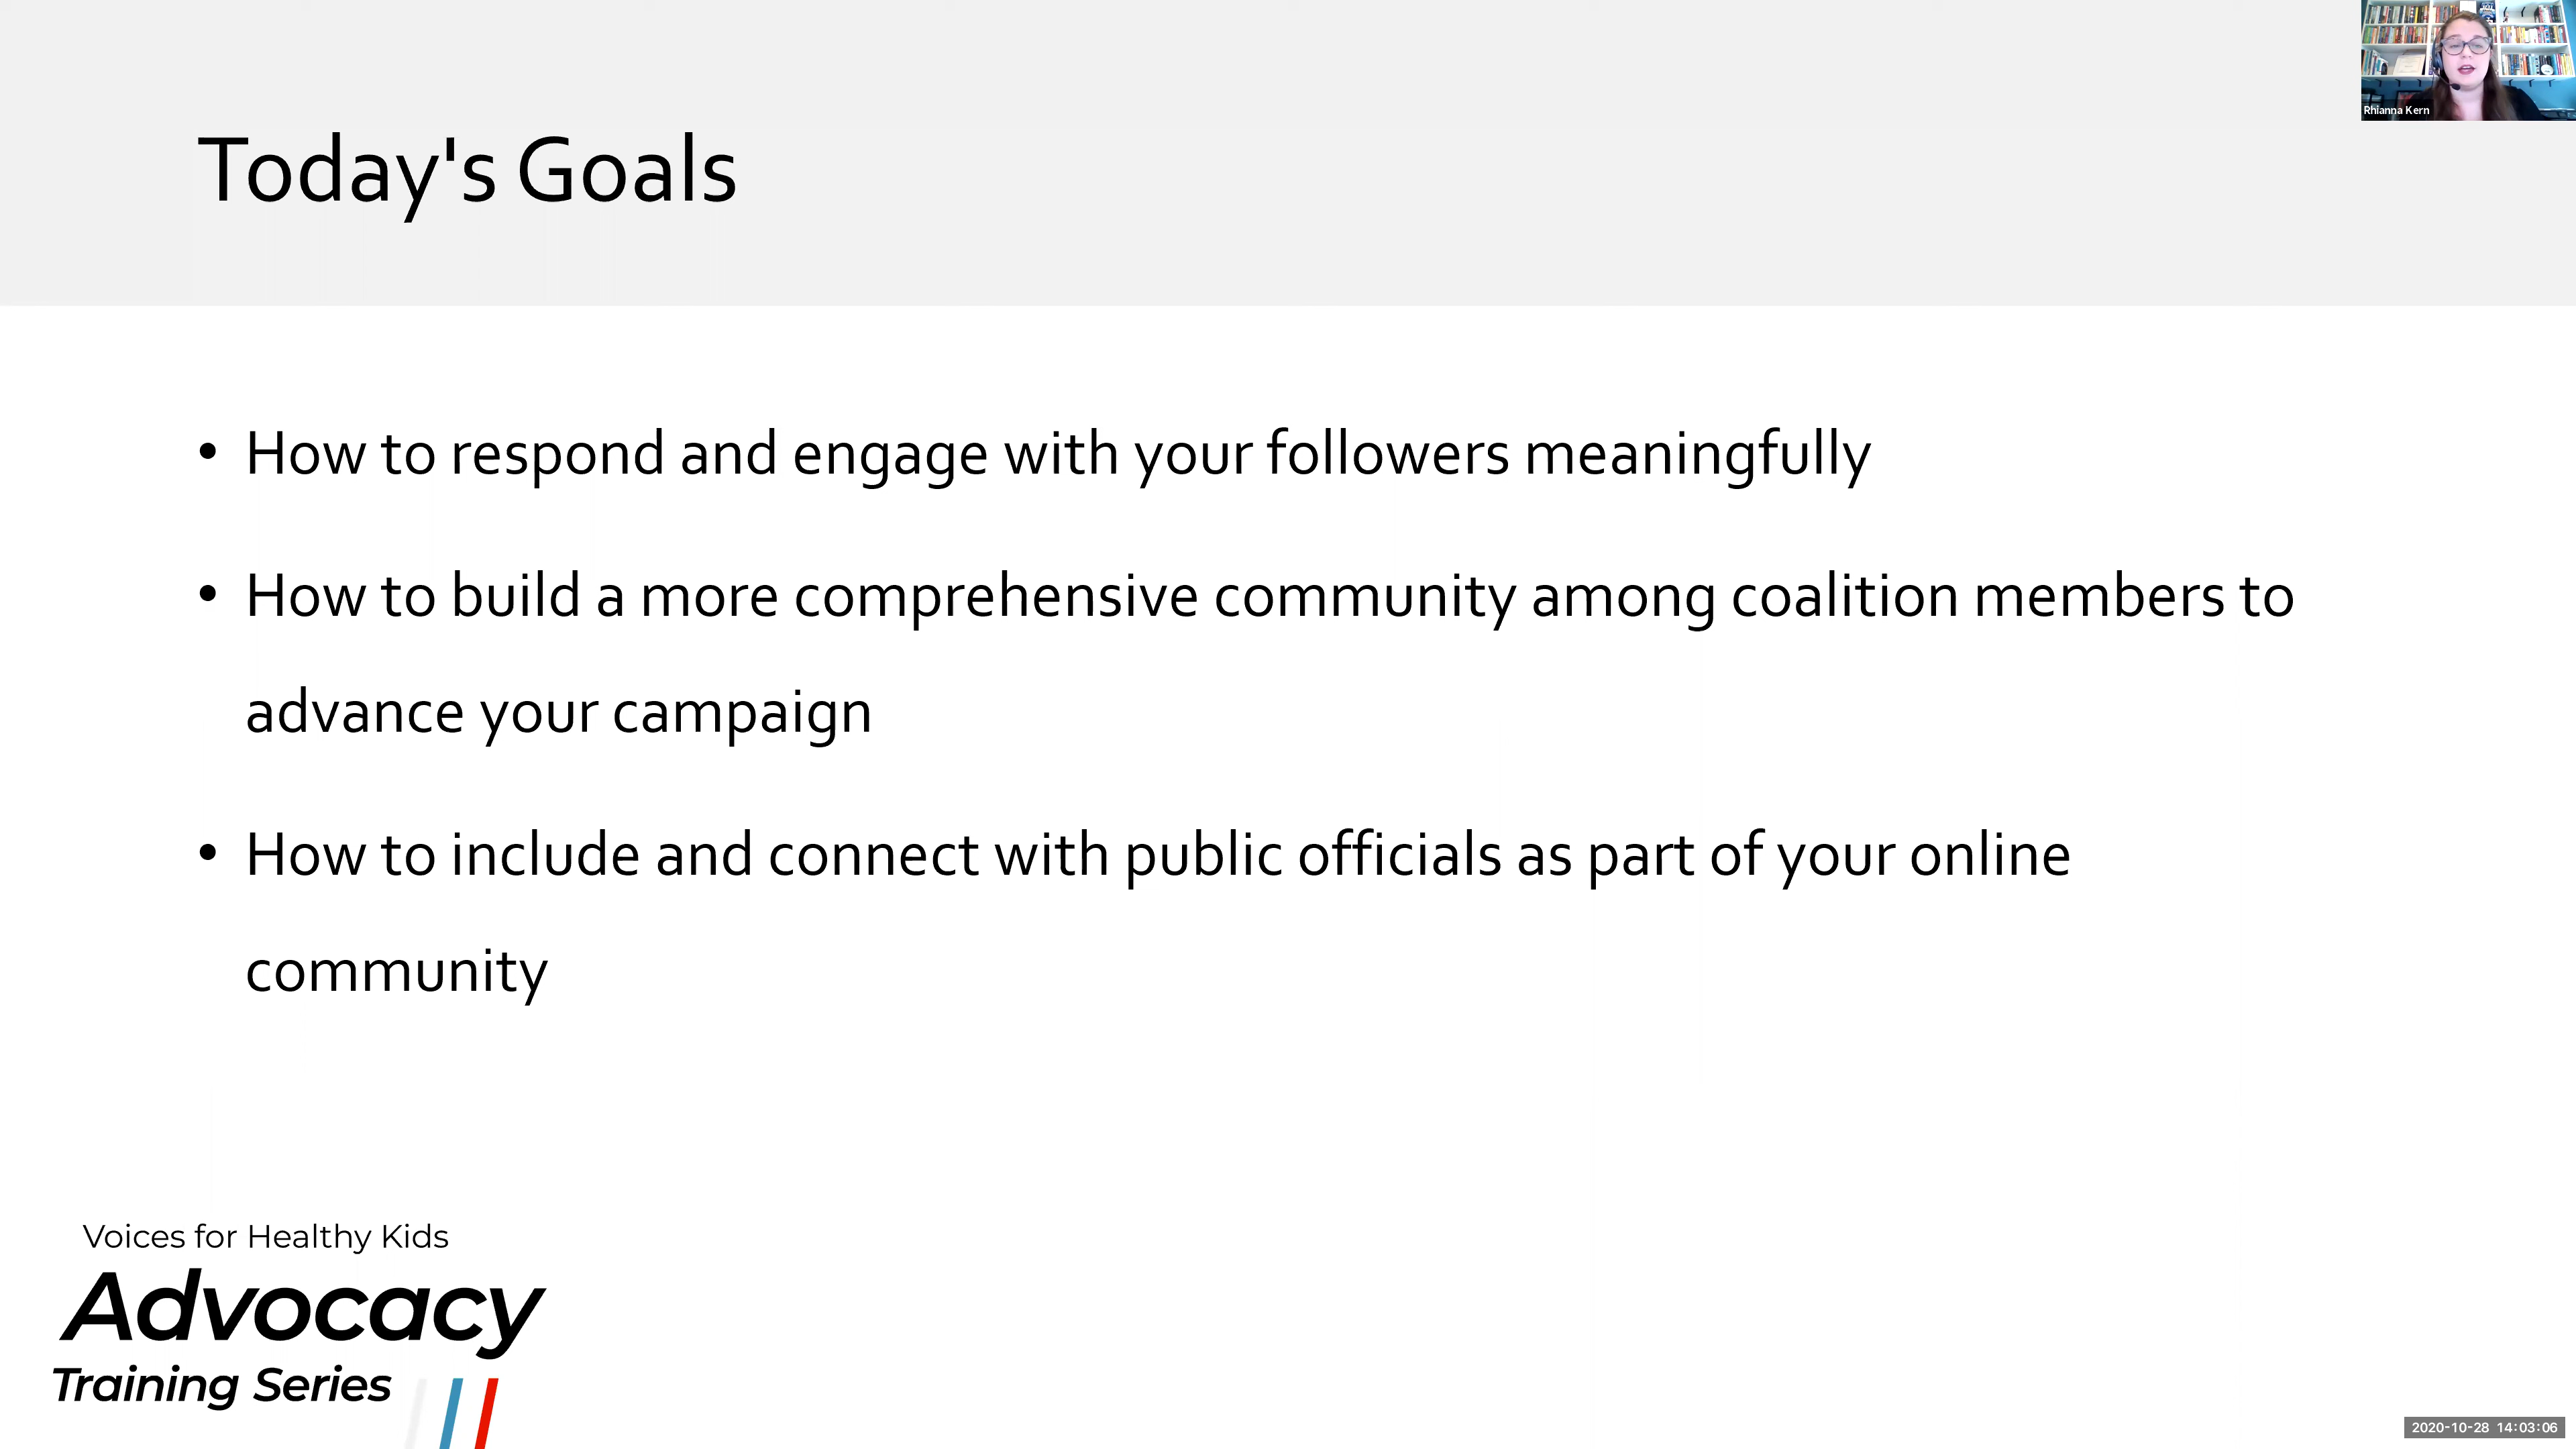 Rhianna Kern
Today's Goals
• How to respond and engage with your followers meaningfully
• How to build a more comprehensive community among coalition members to
advance your campaign
• How to include and connect with public officials as part of your online
community
Voices for Healthy Kids
Advocacy
Training Series
2020-10-28 14:03:06